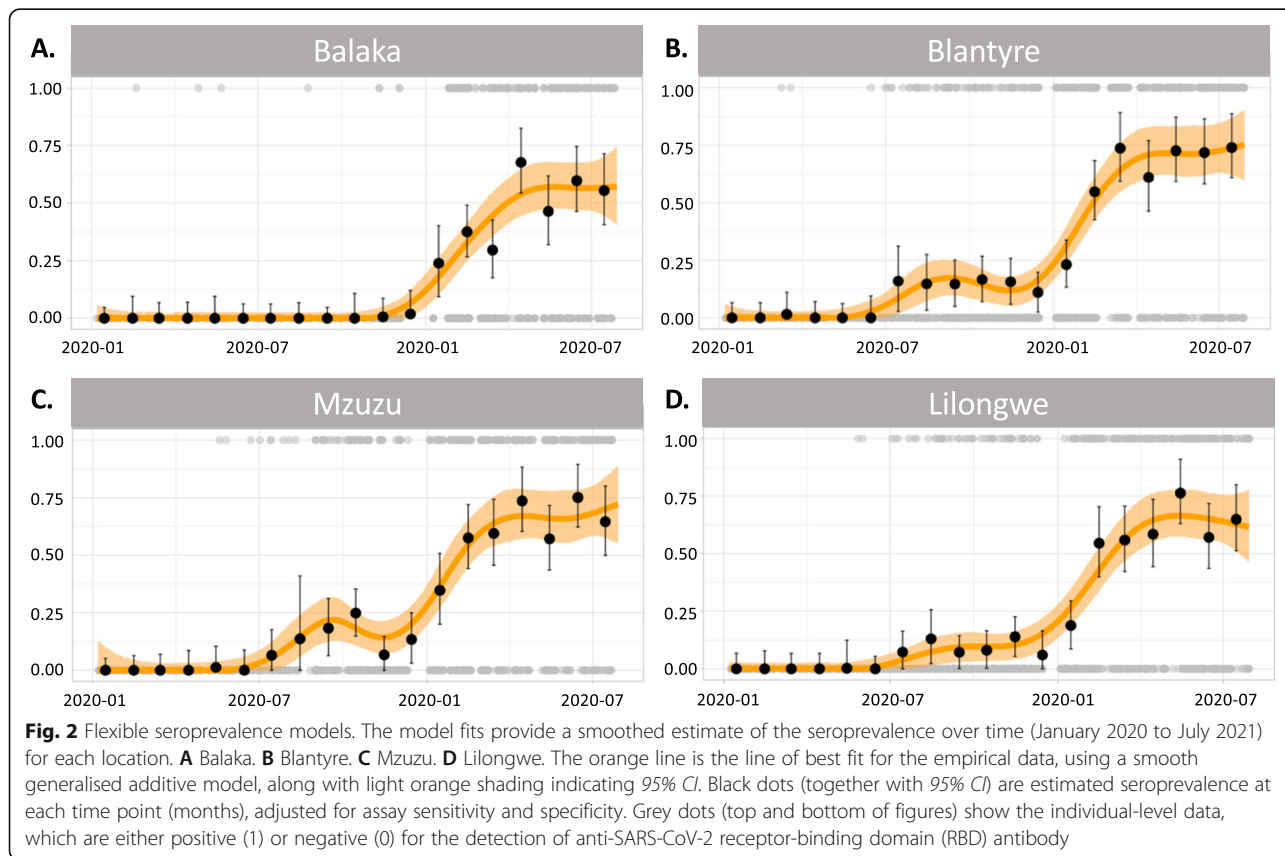 A. Balaka
1.00
0.75
0.50
0.25
0.00
2020-01 2020-07 2020-01 2020-07
B. Blantyre
1.00
0.75
0.50
0.25
0.00
2020-01 2020-07 2020-01 2020-07
C. Mzuzu
1.00
0.75
0.50
0.25
0.00
2020-01 2020-07 2020-01 2020-07
D. Lilongwe
1.00
0.75
0.50
0.25
0.00
2020-01 2020-07 2020-01 2020-07
Fig. 2 Flexible seroprevalence models. The model fits provide a smoothed estimate of the seroprevalence over time (January 2020 to July 2021)
for each location. A Balaka. B Blantyre. C Mzuzu. D Lilongwe. The orange line is the line of best fit for the empirical data, using a smooth
generalised additive model, along with light orange shading indicating 95% CI. Black dots (together with 95% CI) are estimated seroprevalence at
each time point (months), adjusted for assay sensitivity and specificity. Grey dots (top and bottom of figures) show the individual-level data,
which are either positive (1) or negative (0) for the detection of anti-SARS-CoV-2 receptor-binding domain (RBD) antibody